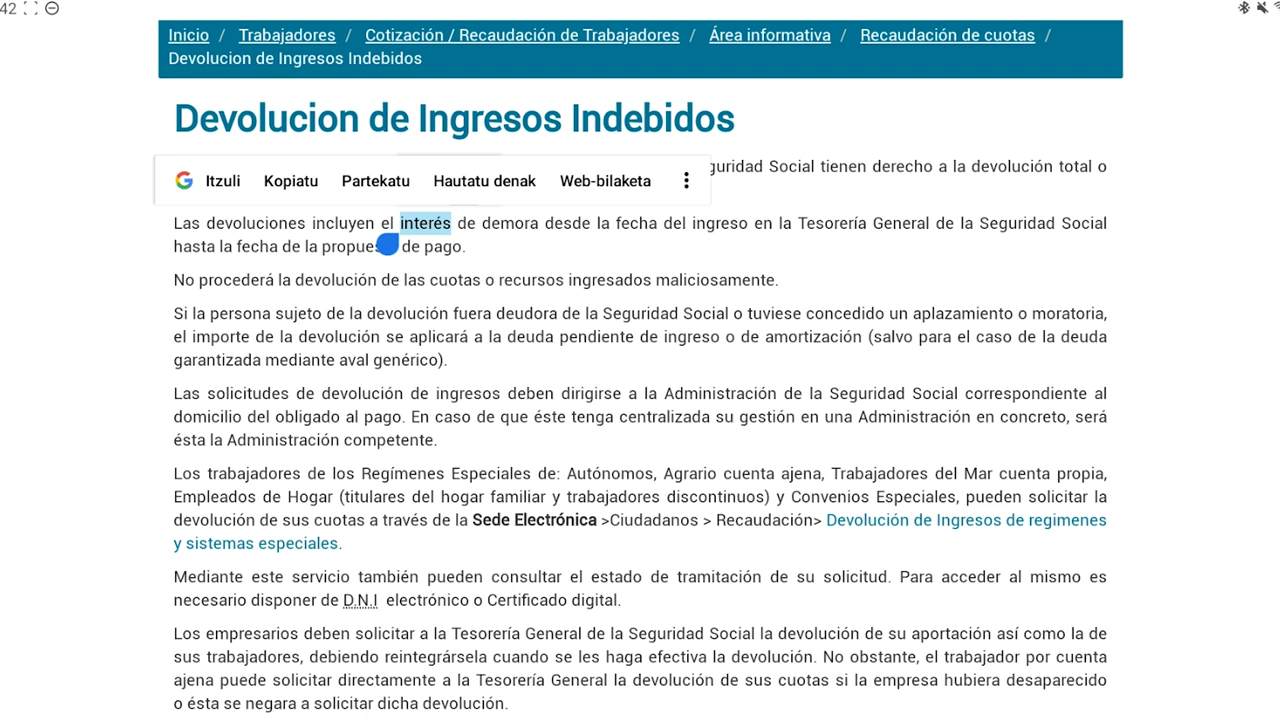 42
Inicio / Trabajadores / Cotización / Recaudación de Trabajadores / Área informativa / Recaudación de cuotas /
Devolucion de Ingresos Indebidos
Devolucion de Ingresos Indebidos
guridad Social tienen derecho a la devolución total o
Itzuli Kopiatu Partekatu Hautatu denak Web-bilaketa
Las devoluciones incluyen el interés de demora desde la fecha del ingreso en la Tesorería General de la Seguridad Social
hasta la fecha de la propues de pago.
No procederá la devolución de las cuotas o recursos ingresados maliciosamente.
Si la persona sujeto de la devolución fuera deudora de la Seguridad Social o tuviese concedido un aplazamiento o moratoria,
el importe de la devolución se aplicará a la deuda pendiente de ingreso o de amortización (salvo para el caso de la deuda
garantizada mediante aval genérico).
Las solicitudes de devolución de ingresos deben dirigirse a la Administración de la Seguridad Social correspondiente al
domicilio del obligado al pago. En caso de que éste tenga centralizada su gestión en una Administración en concreto, será
ésta la Administración competente.
Los trabajadores de los Regímenes Especiales de: Autónomos, Agrario cuenta ajena, Trabajadores del Mar cuenta propia,
Empleados de Hogar (titulares del hogar familiar y trabajadores discontinuos) y Convenios Especiales, pueden solicitar la
devolución de sus cuotas a través de la Sede Electrónica >Ciudadanos > Recaudación> Devolución de Ingresos de regimenes
y sistemas especiales.
Mediante este servicio también pueden consultar el estado de tramitación de su solicitud. Para acceder al mismo es
necesario disponer de D.N.I electrónico o Certificado digital.
Los empresarios deben solicitar a la Tesorería General de la Seguridad Social la devolución de su aportación así como la de
sus trabajadores, debiendo reintegrársela cuando se les haga efectiva la devolución. No obstante, el trabajador por cuenta
ajena puede solicitar directamente a la Tesorería General la devolución de sus cuotas si la empresa hubiera desaparecido
o ésta se negara a solicitar dicha devolución.